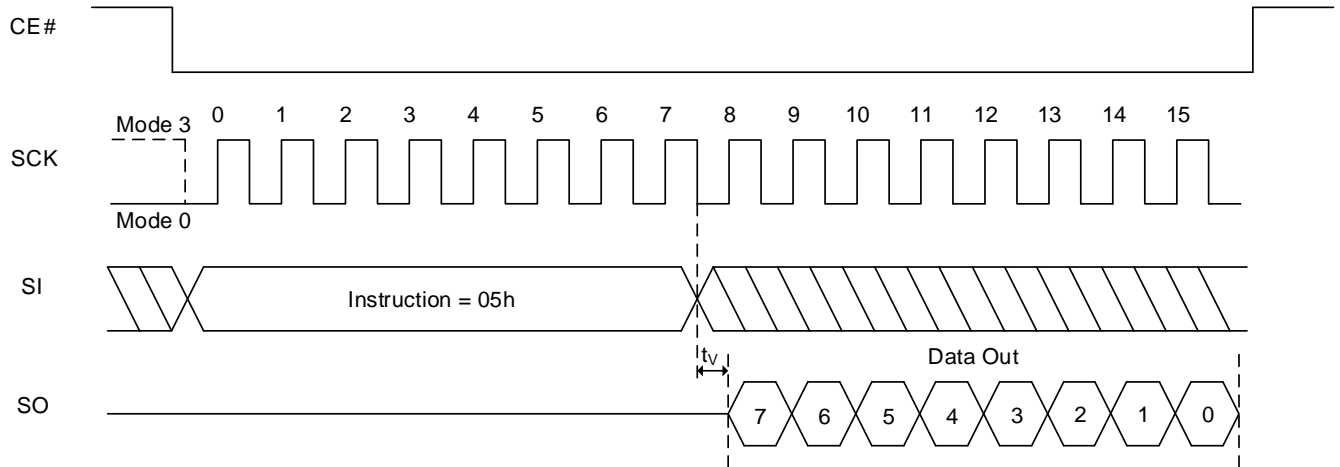 CE#
0 1 2 3 4 5 6 7 8 9 10 11 12 13 14 15
Mode 3
SCK
Mode 0
SI
Instruction = 05h
tV
Data Out
SO
7 6 5 4 3 2 1 0